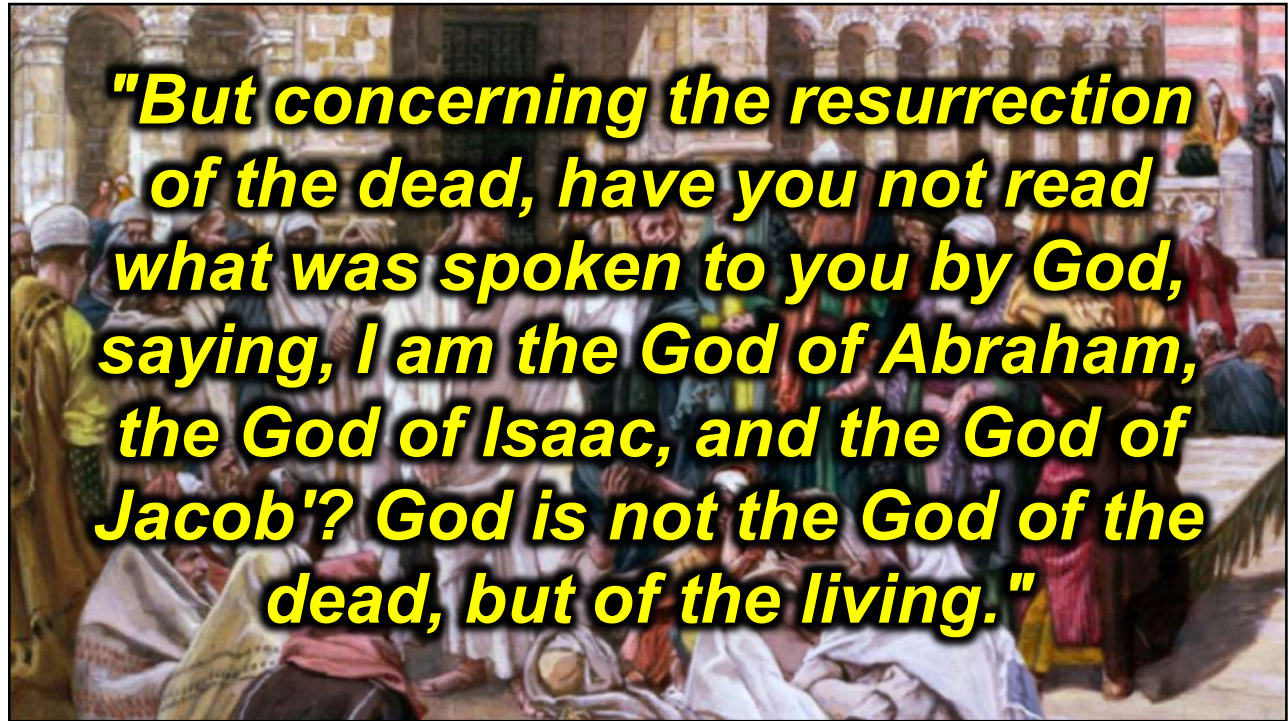 "But concerning the resurrection
of the dead, have you not read
what was spoken to you by God,
saying, I am the God of Abraham,
the God of Isaac, and the God of
Jacob'? God is not the God of the
dead, but of the living."